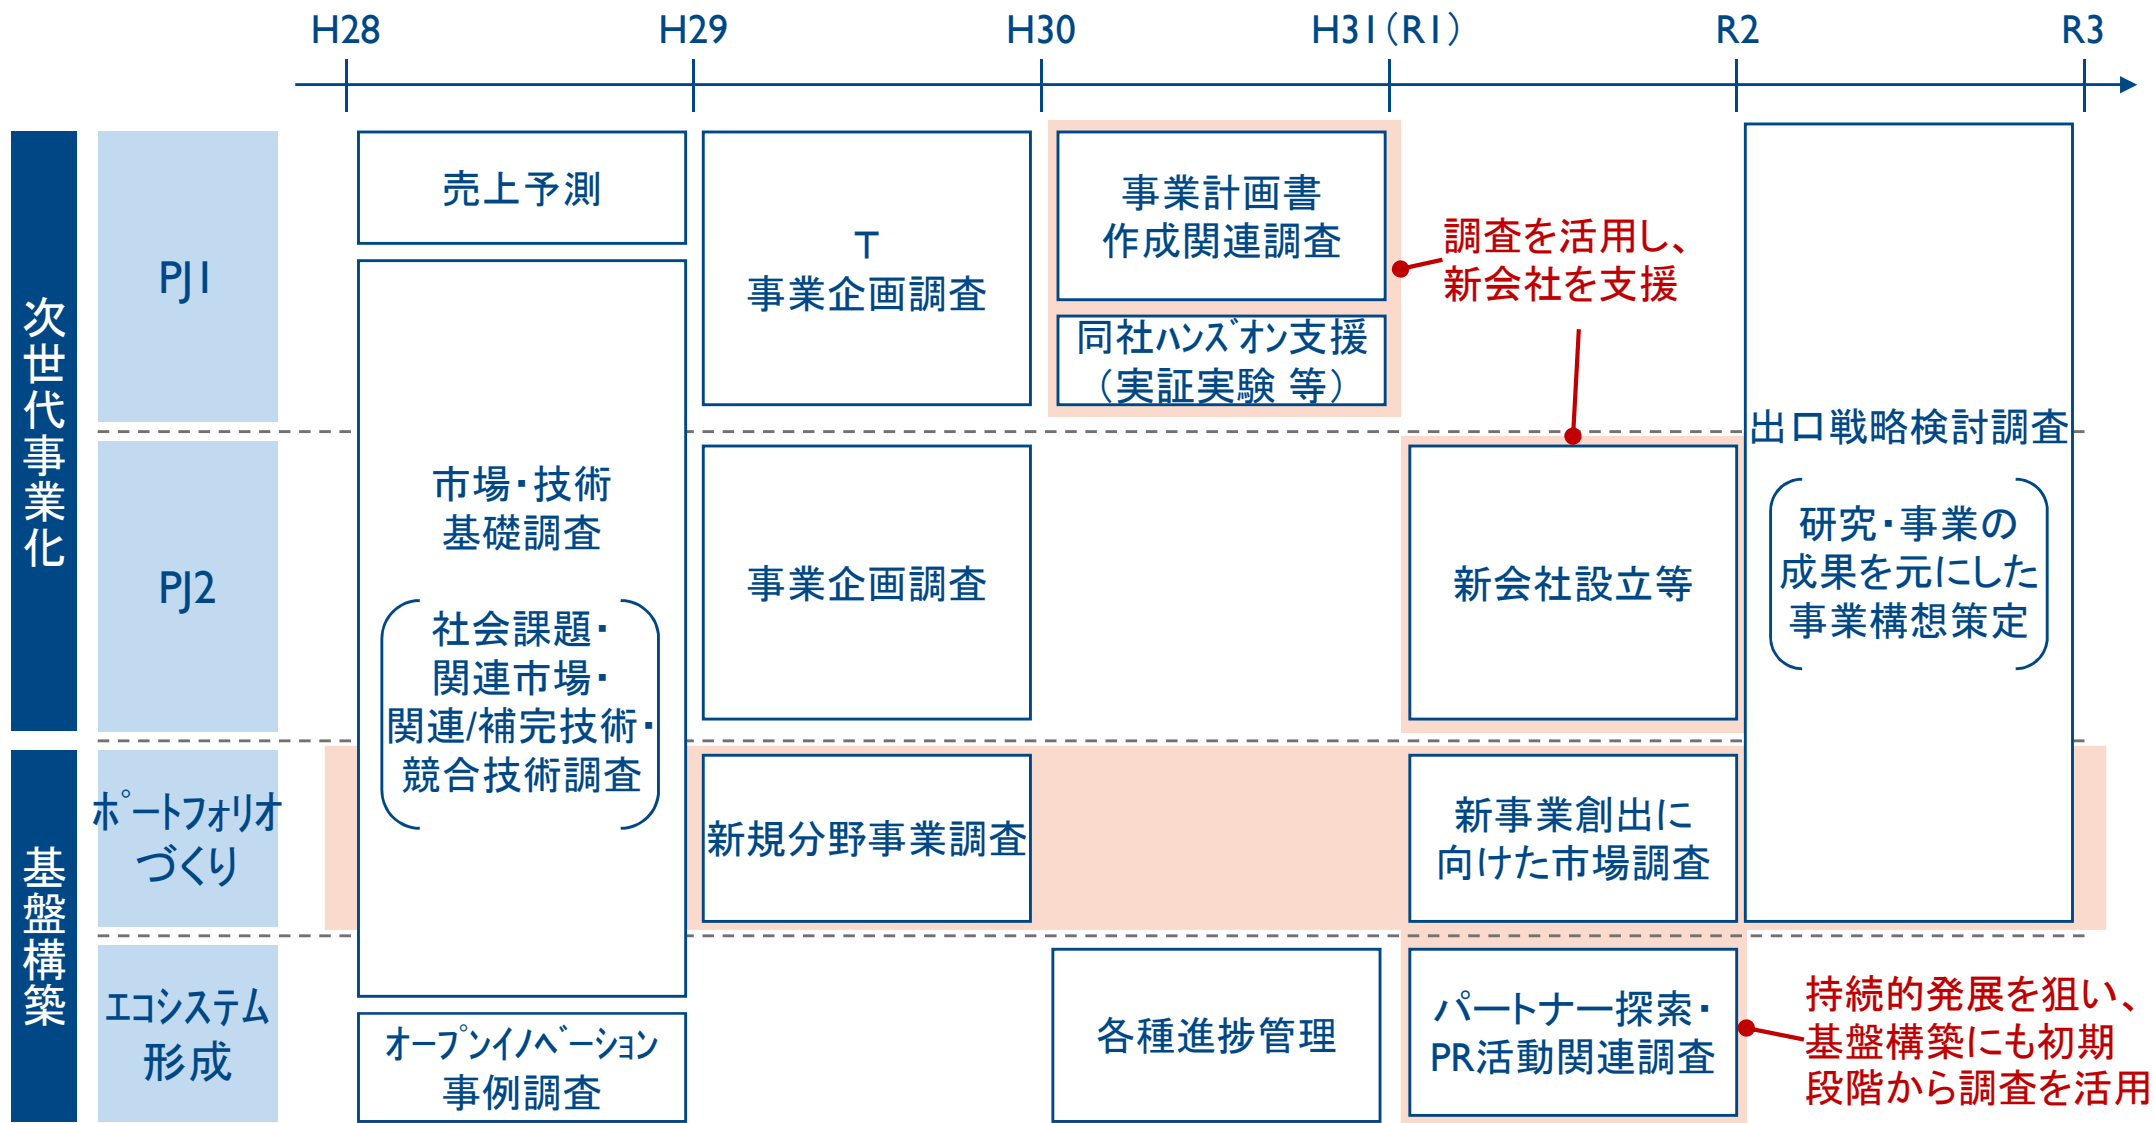 H28
H29
H30
H31(R1)
R2
R3
次世代事業化
PJ1
売上予測
T
事業企画調査
事業計画書
作成関連調査
同社ﾊﾝｽﾞｵﾝ支援
（実証実験 等）
調査を活用し、
新会社を支援
PJ2
市場・技術
基礎調査
社会課題・
関連市場・
関連/補完技術・
競合技術調査
事業企画調査
新会社設立等
出口戦略検討調査
研究・事業の
成果を元にした
事業構想策定
基盤構築
ﾎﾟｰﾄﾌｫﾘｵ
づくり
新規分野事業調査
新事業創出に
向けた市場調査
ｴｺｼｽﾃﾑ
形成
ｵｰﾌﾟﾝｲﾉﾍﾞｰｼｮﾝ
事例調査
各種進捗管理
パートナー探索・
PR活動関連調査
持続的発展を狙い、
基盤構築にも初期
段階から調査を活用